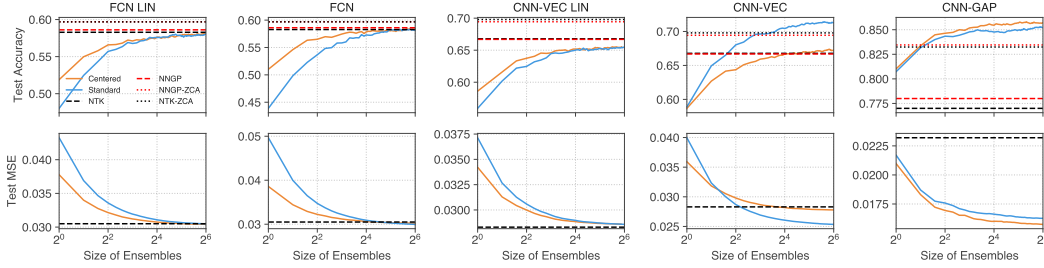 FCN LIN
FCN
CNN-VEC LIN
CNN-VEC
CNN-GAP
Test Accuracy
0.60
0.55
0.50
Centered
Standard
NTK
NNGP
NNGP-ZCA
NTK-ZCA
0.60
0.55
0.50
0.45
0.70
0.65
0.60
0.70
0.65
0.60
0.850
0.825
0.800
0.775
Test MSE
0.040
0.035
0.030
0.05
0.04
0.03
0.0375
0.0350
0.0325
0.0300
0.040
0.035
0.030
0.025
0.0225
0.0200
0.0175
2^0 2^2 2^4 2^6
2^0 2^2 2^4 2^6
2^0 2^2 2^4 2^6
2^0 2^2 2^4 2^6
2^0 2^2 2^4 2
Size of Ensembles
Size of Ensembles
Size of Ensembles
Size of Ensembles
Size of Ensembles